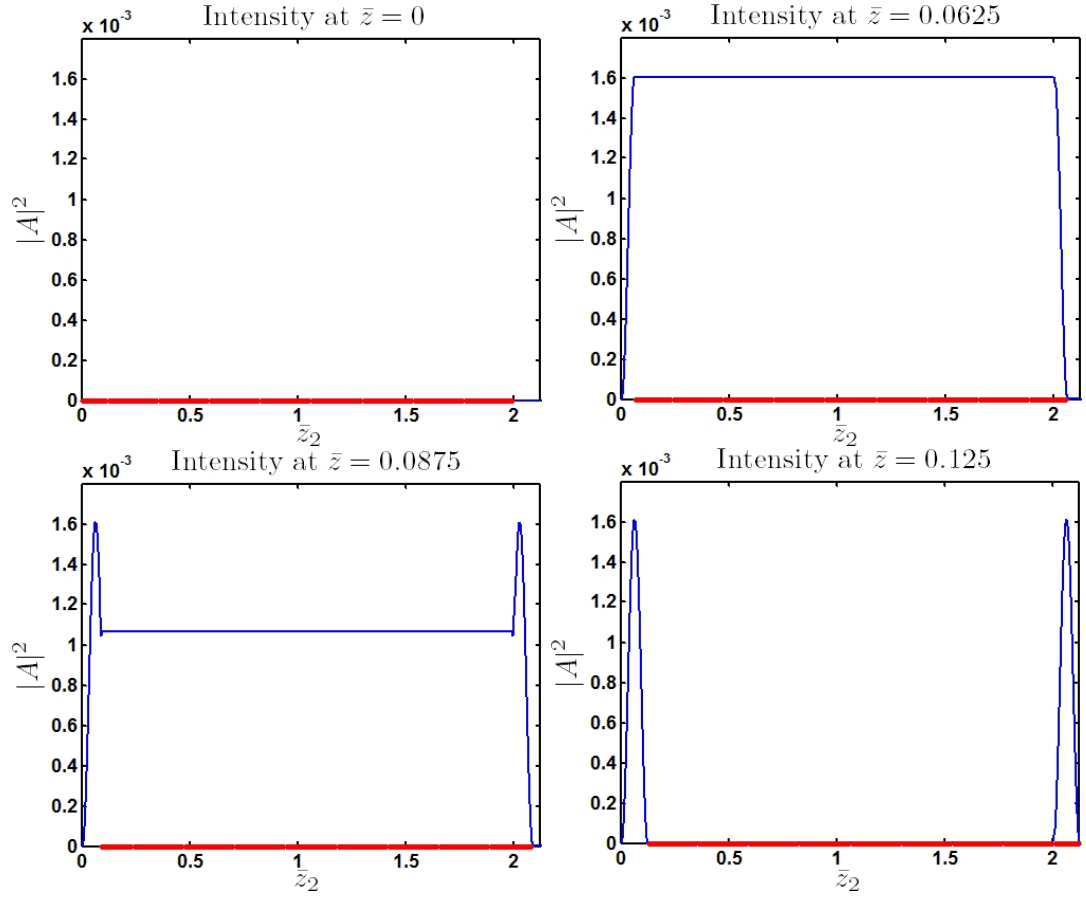 Intensity at z̄ = 0
x 10⁻³
|A|²
1.6
1.4
1.2
1
0.8
0.6
0.4
0.2
0
0 0.5 1 1.5 2
z̄₂
Intensity at z̄ = 0.0625
x 10⁻³
|A|²
1.6
1.4
1.2
1
0.8
0.6
0.4
0.2
0
0 0.5 1 1.5 2
z̄₂
Intensity at z̄ = 0.0875
x 10⁻³
|A|²
1.6
1.4
1.2
1
0.8
0.6
0.4
0.2
0
0 0.5 1 1.5 2
z̄₂
Intensity at z̄ = 0.125
x 10⁻³
|A|²
1.6
1.4
1.2
1
0.8
0.6
0.4
0.2
0
0 0.5 1 1.5 2
z̄₂